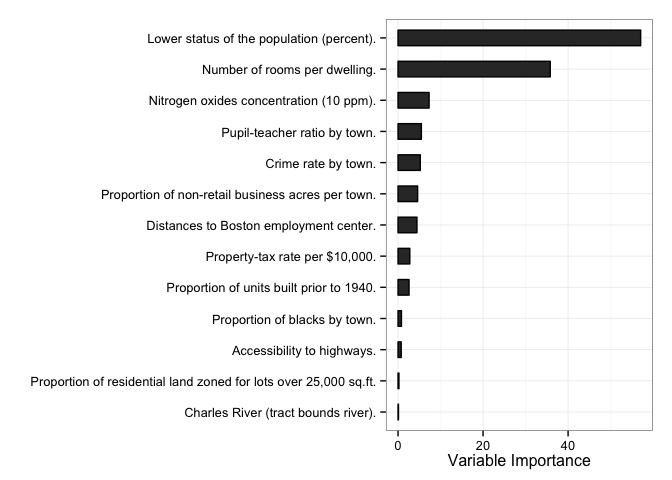 Lower status of the population (percent).
Number of rooms per dwelling.
Nitrogen oxides concentration (10 ppm).
Pupil-teacher ratio by town.
Crime rate by town.
Proportion of non-retail business acres per town.
Distances to Boston employment center.
Property-tax rate per $10,000.
Proportion of units built prior to 1940.
Proportion of blacks by town.
Accessibility to highways.
Proportion of residential land zoned for lots over 25,000 sq.ft.
Charles River (tract bounds river).
0 20 40
Variable Importance